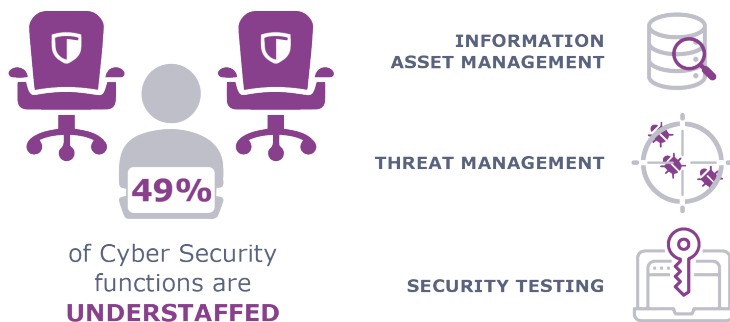 49%
of Cyber Security
functions are
UNDERSTAFFED
INFORMATION
ASSET MANAGEMENT
THREAT MANAGEMENT
SECURITY TESTING